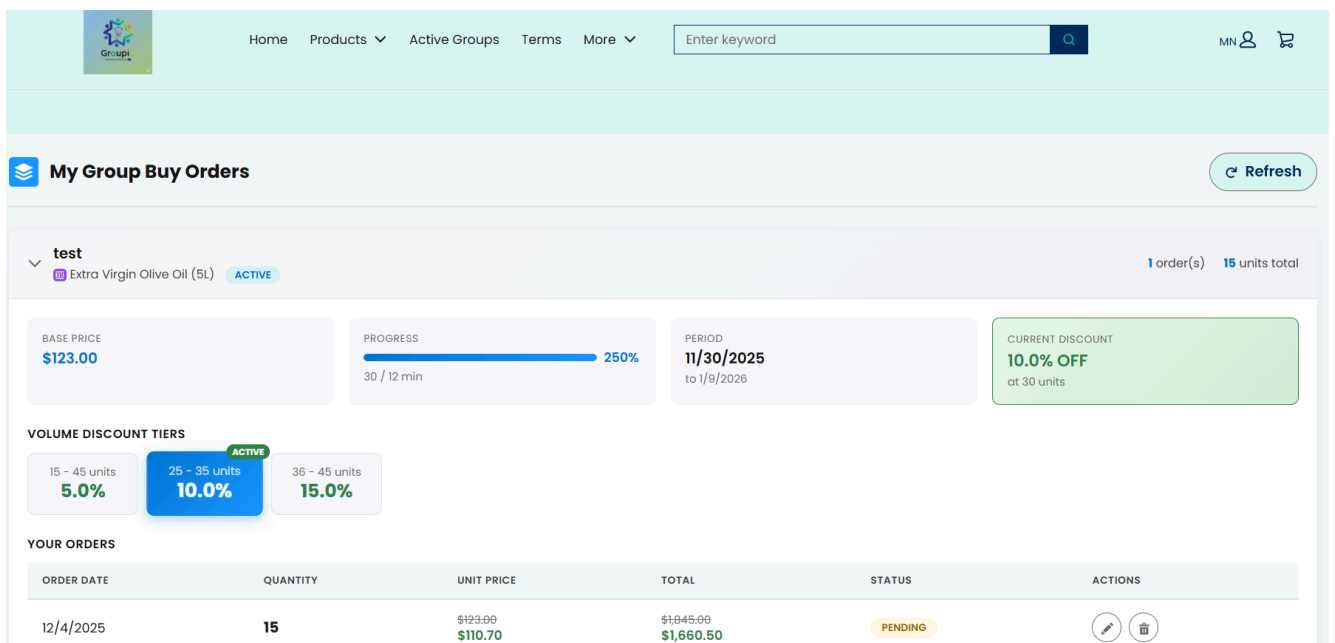 Groupi
Home Products Active Groups Terms More Enter keyword MN
My Group Buy Orders Refresh
test
Extra Virgin Olive Oil (5L) ACTIVE 1 order(s) 15 units total
BASE PRICE
$123.00
PROGRESS
250%
30 / 12 min
PERIOD
11/30/2025
to 1/9/2026
CURRENT DISCOUNT
10.0% OFF
at 30 units
VOLUME DISCOUNT TIERS
15 - 45 units
5.0%
ACTIVE
25 - 35 units
10.0%
36 - 45 units
15.0%
YOUR ORDERS
ORDER DATE QUANTITY UNIT PRICE TOTAL STATUS ACTIONS
12/4/2025 15 $123.00 $1,845.00 PENDING
$110.70 $1,660.50